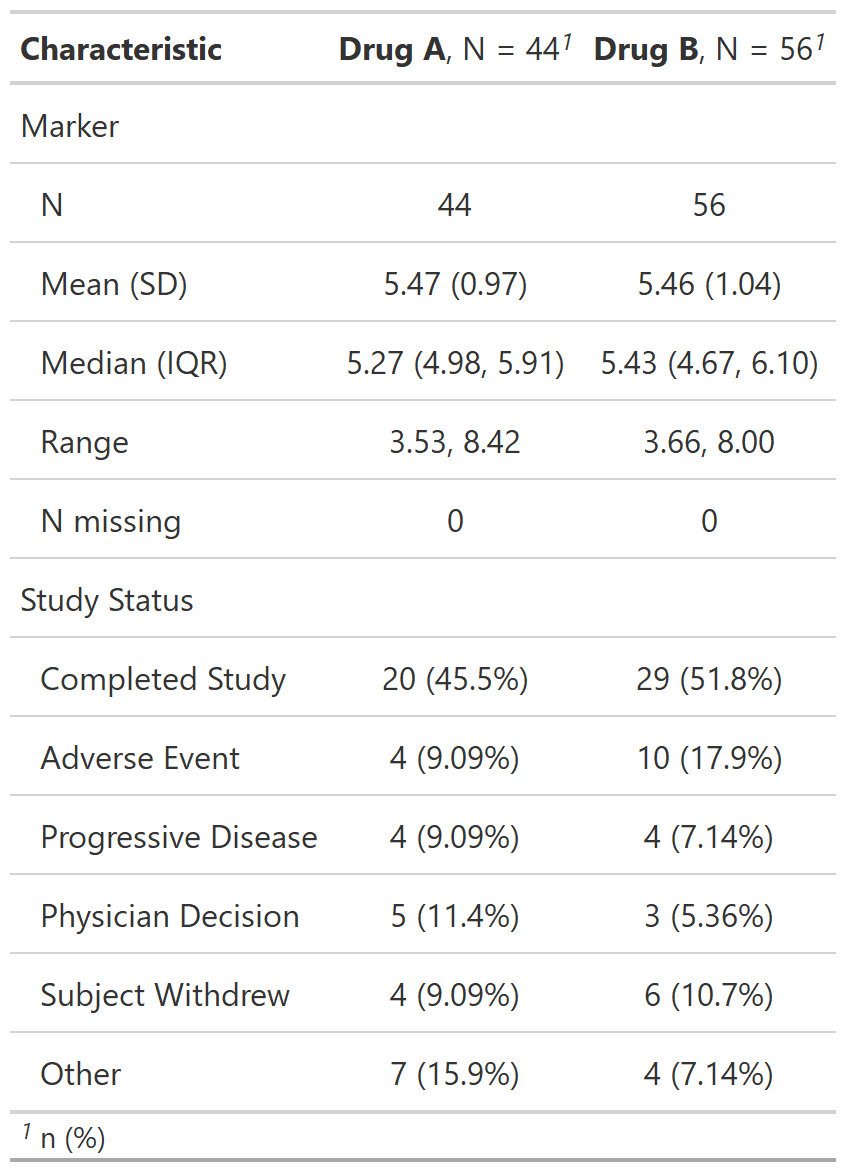 Characteristic Drug A, N = 44¹ Drug B, N = 56¹
Marker
N 44 56
Mean (SD) 5.47 (0.97) 5.46 (1.04)
Median (IQR) 5.27 (4.98, 5.91) 5.43 (4.67, 6.10)
Range 3.53, 8.42 3.66, 8.00
N missing 0 0
Study Status
Completed Study 20 (45.5%) 29 (51.8%)
Adverse Event 4 (9.09%) 10 (17.9%)
Progressive Disease 4 (9.09%) 4 (7.14%)
Physician Decision 5 (11.4%) 3 (5.36%)
Subject Withdrew 4 (9.09%) 6 (10.7%)
Other 7 (15.9%) 4 (7.14%)
¹ n (%)